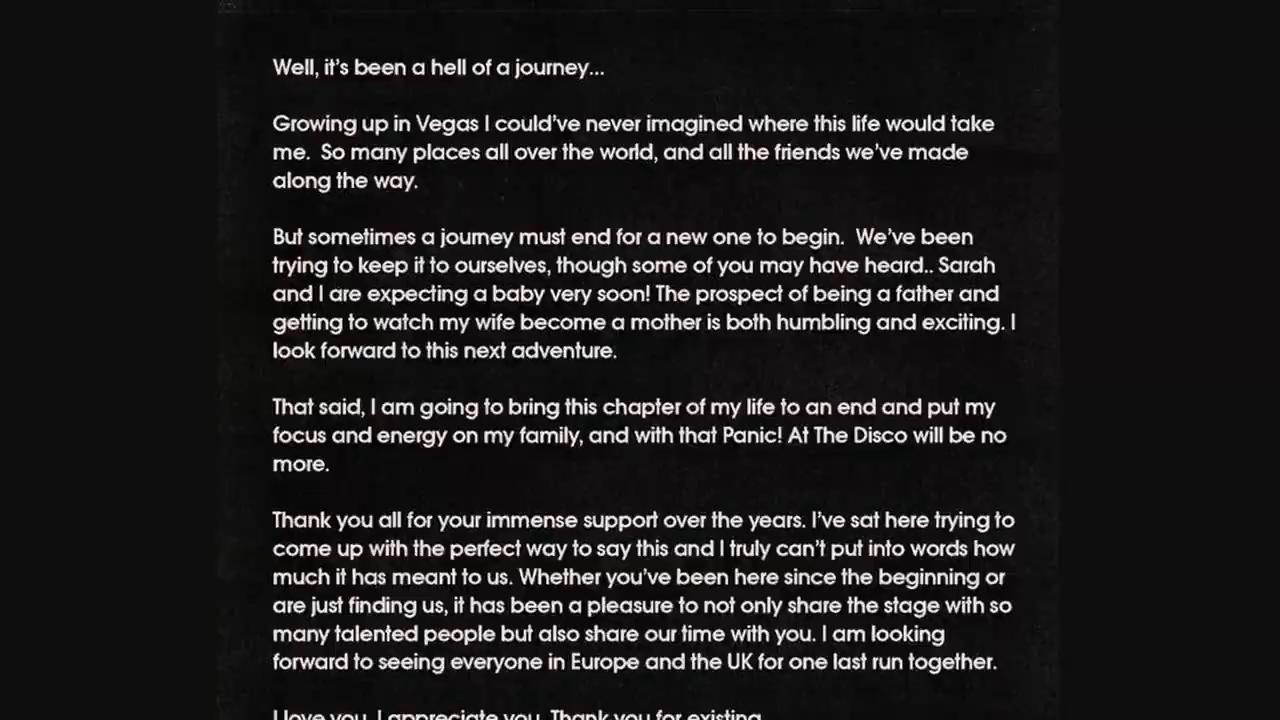 Well, it's been a hell of a journey...
Growing up in Vegas I could've never imagined where this life would take
me.  So many places all over the world, and all the friends we've made
along the way.
But sometimes a journey must end for a new one to begin.  We've been
trying to keep it to ourselves, though some of you may have heard.. Sarah
and I are expecting a baby very soon! The prospect of being a father and
getting to watch my wife become a mother is both humbling and exciting. I
look forward to this next adventure.
That said, I am going to bring this chapter of my life to an end and put my
focus and energy on my family, and with that Panic! At The Disco will be no
more.
Thank you all for your immense support over the years. I've sat here trying to
come up with the perfect way to say this and I truly can't put into words how
much it has meant to us. Whether you've been here since the beginning or
are just finding us, it has been a pleasure to not only share the stage with so
many talented people but also share our time with you. I am looking
forward to seeing everyone in Europe and the UK for one last run together.
I love you. I appreciate you. Thank you for existing.